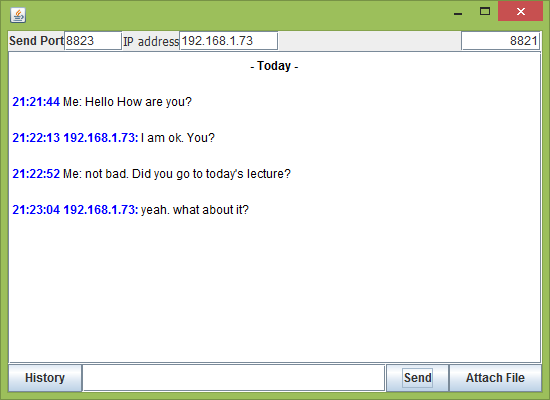 Send Port 8823 IP address 192.168.1.73 8821
- Today -
21:21:44 Me: Hello How are you?
21:22:13 192.168.1.73: I am ok. You?
21:22:52 Me: not bad. Did you go to today's lecture?
21:23:04 192.168.1.73: yeah. what about it?
History Send Attach File